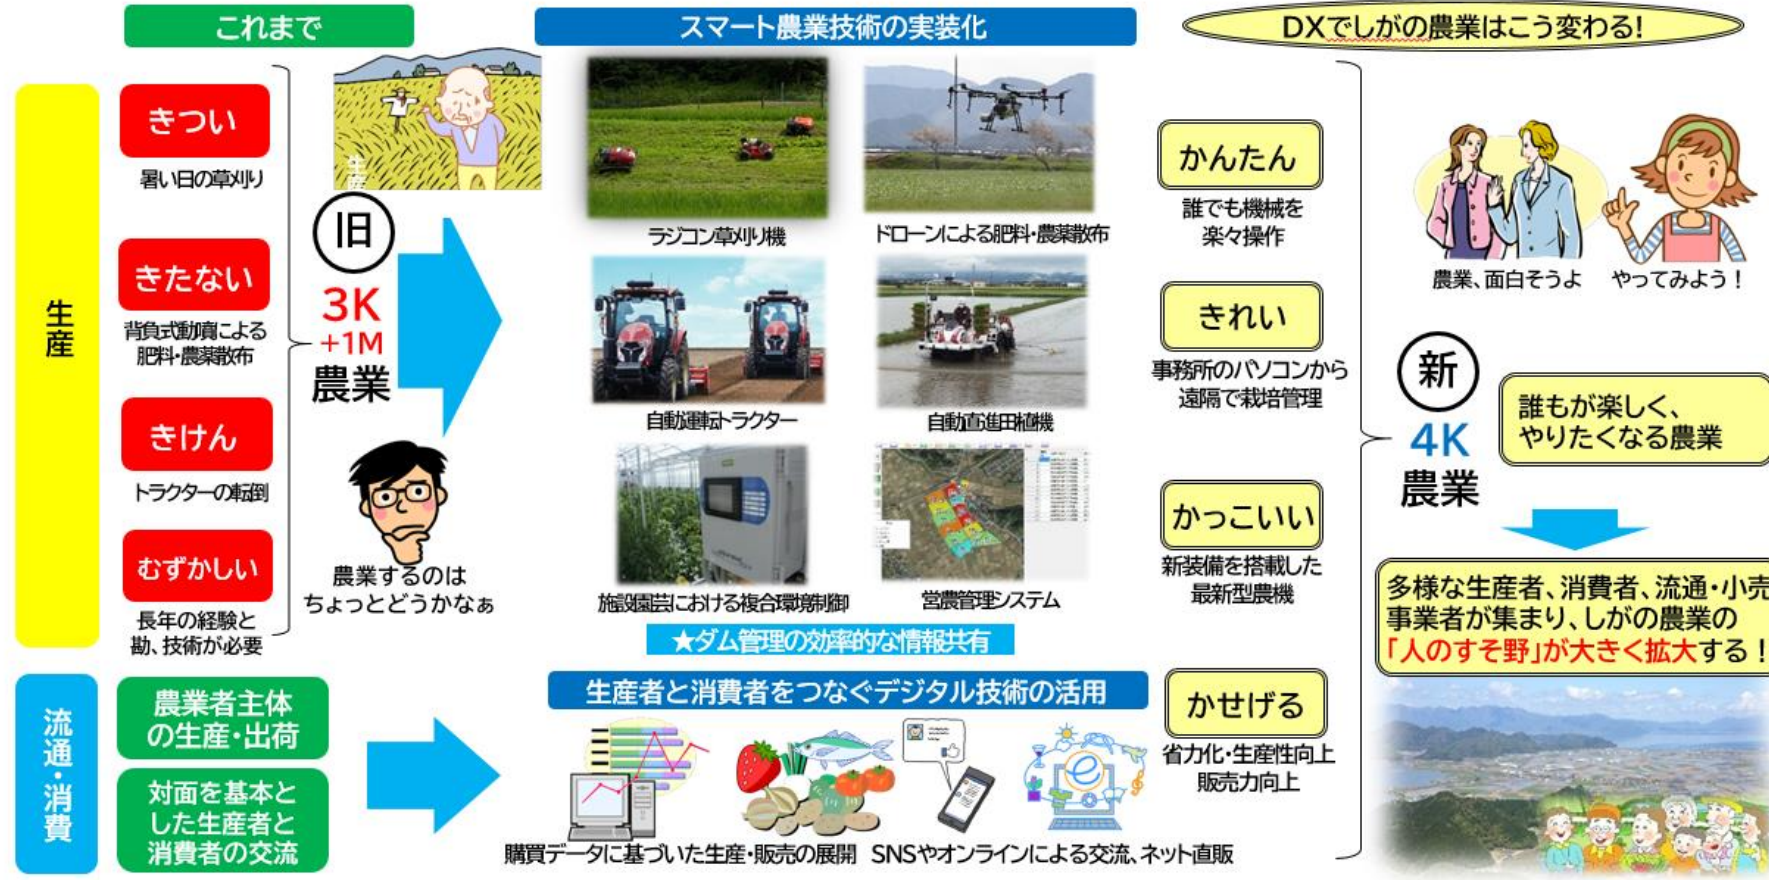 これまで
スマート農業技術の実装化
DXでしがの農業はこう変わる!
生産
きつい
暑い日の草刈り
きたない
背負式動噴による
肥料・農薬散布
きけん
トラクターの転倒
むずかしい
長年の経験と
勘、技術が必要
生産
旧
3K
+1M
農業
農業するのは
ちょっとどうかなぁ
ラジコン草刈り機
ドローンによる肥料・農薬散布
自動運転トラクター
自動直進田植機
施設園芸における複合環境制御
営農管理システム
★ダム管理の効率的な情報共有
かんたん
誰でも機械を
楽々操作
きれい
事務所のパソコンから
遠隔で栽培管理
かっこいい
新装備を搭載した
最新型農機
かせげる
省力化・生産性向上
販売力向上
農業、面白そうよ
やってみよう！
新
4K
農業
誰もが楽しく、
やりたくなる農業
多様な生産者、消費者、流通・小売
事業者が集まり、しがの農業の
「人のすそ野」が大きく拡大する！
流通・消費
農業者主体
の生産・出荷
対面を基本と
した生産者と
消費者の交流
生産者と消費者をつなぐデジタル技術の活用
購買データに基づいた生産・販売の展開
SNSやオンラインによる交流、ネット直販